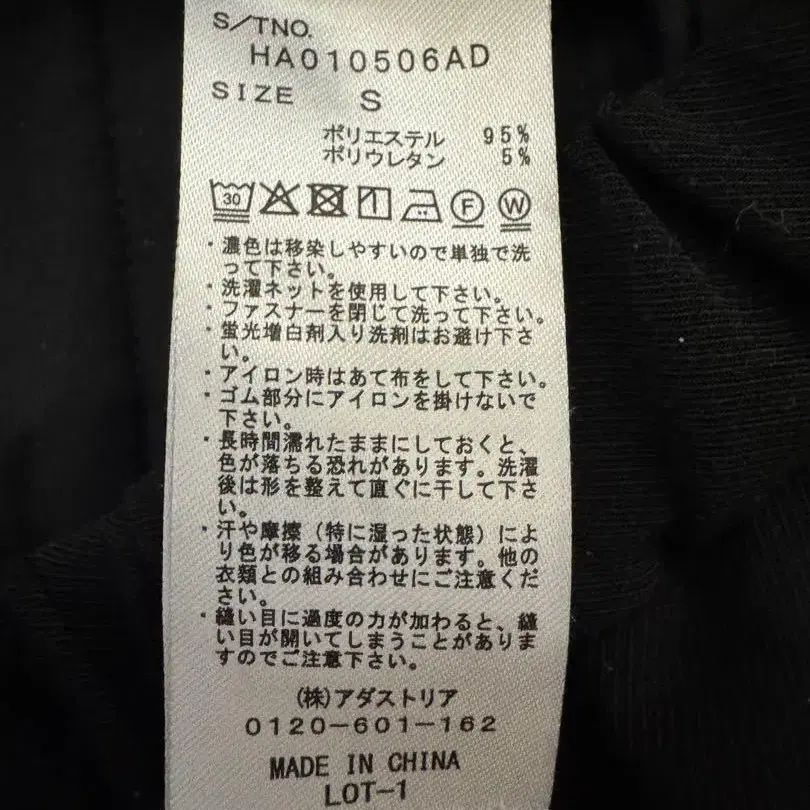 S/TNO.
HA010506AD
SIZE S
ポリエステル 95%
ポリウレタン 5%
30 F W
・濃色は移染しやすいので単独で洗
って下さい。
・洗濯ネットを使用して下さい。
・ファスナーを閉じて洗って下さい。
・蛍光増白剤入り洗剤はお避け下さ
い。
・アイロン時はあて布をして下さい。
・ゴム部分にアイロンを掛けないで
下さい。
・長時間濡れたままにしておくと、
色が落ちる恐れがあります。洗濯
後は形を整えて直ぐに干して下さ
い。
・汗や摩擦（特に湿った状態）によ
り色が移る場合があります。他の
衣類との組み合わせにご注意くだ
さい。
・縫い目に過度の力が加わると、縫
い目が開いてしまうことがありま
すのでご注意下さい。
(株)アダストリア
0120-601-162
MADE IN CHINA
LOT-1